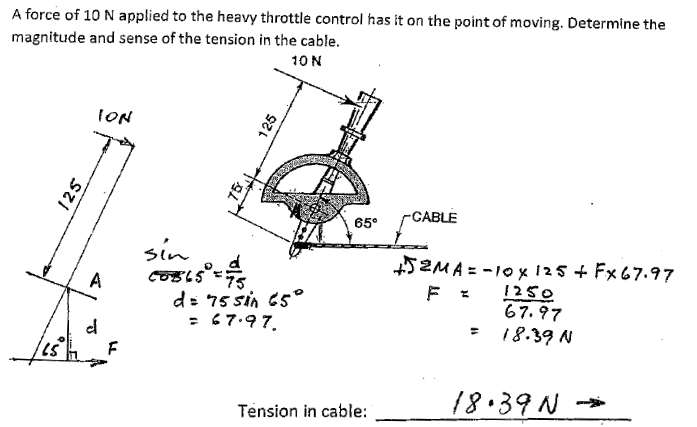 A force of 10 N applied to the heavy throttle control has it on the point of moving. Determine the
magnitude and sense of the tension in the cable.
10 N
10N
125
125
75
A
65°
CABLE
sin
cos65° = d/75
d = 75 sin 65°
= 67.97.
A
d
65°
F
+↺ΣMA = -10 x 125 + Fx67.97
F = 1250/67.97
= 18.39 N
Tension in cable: 18.39 N →